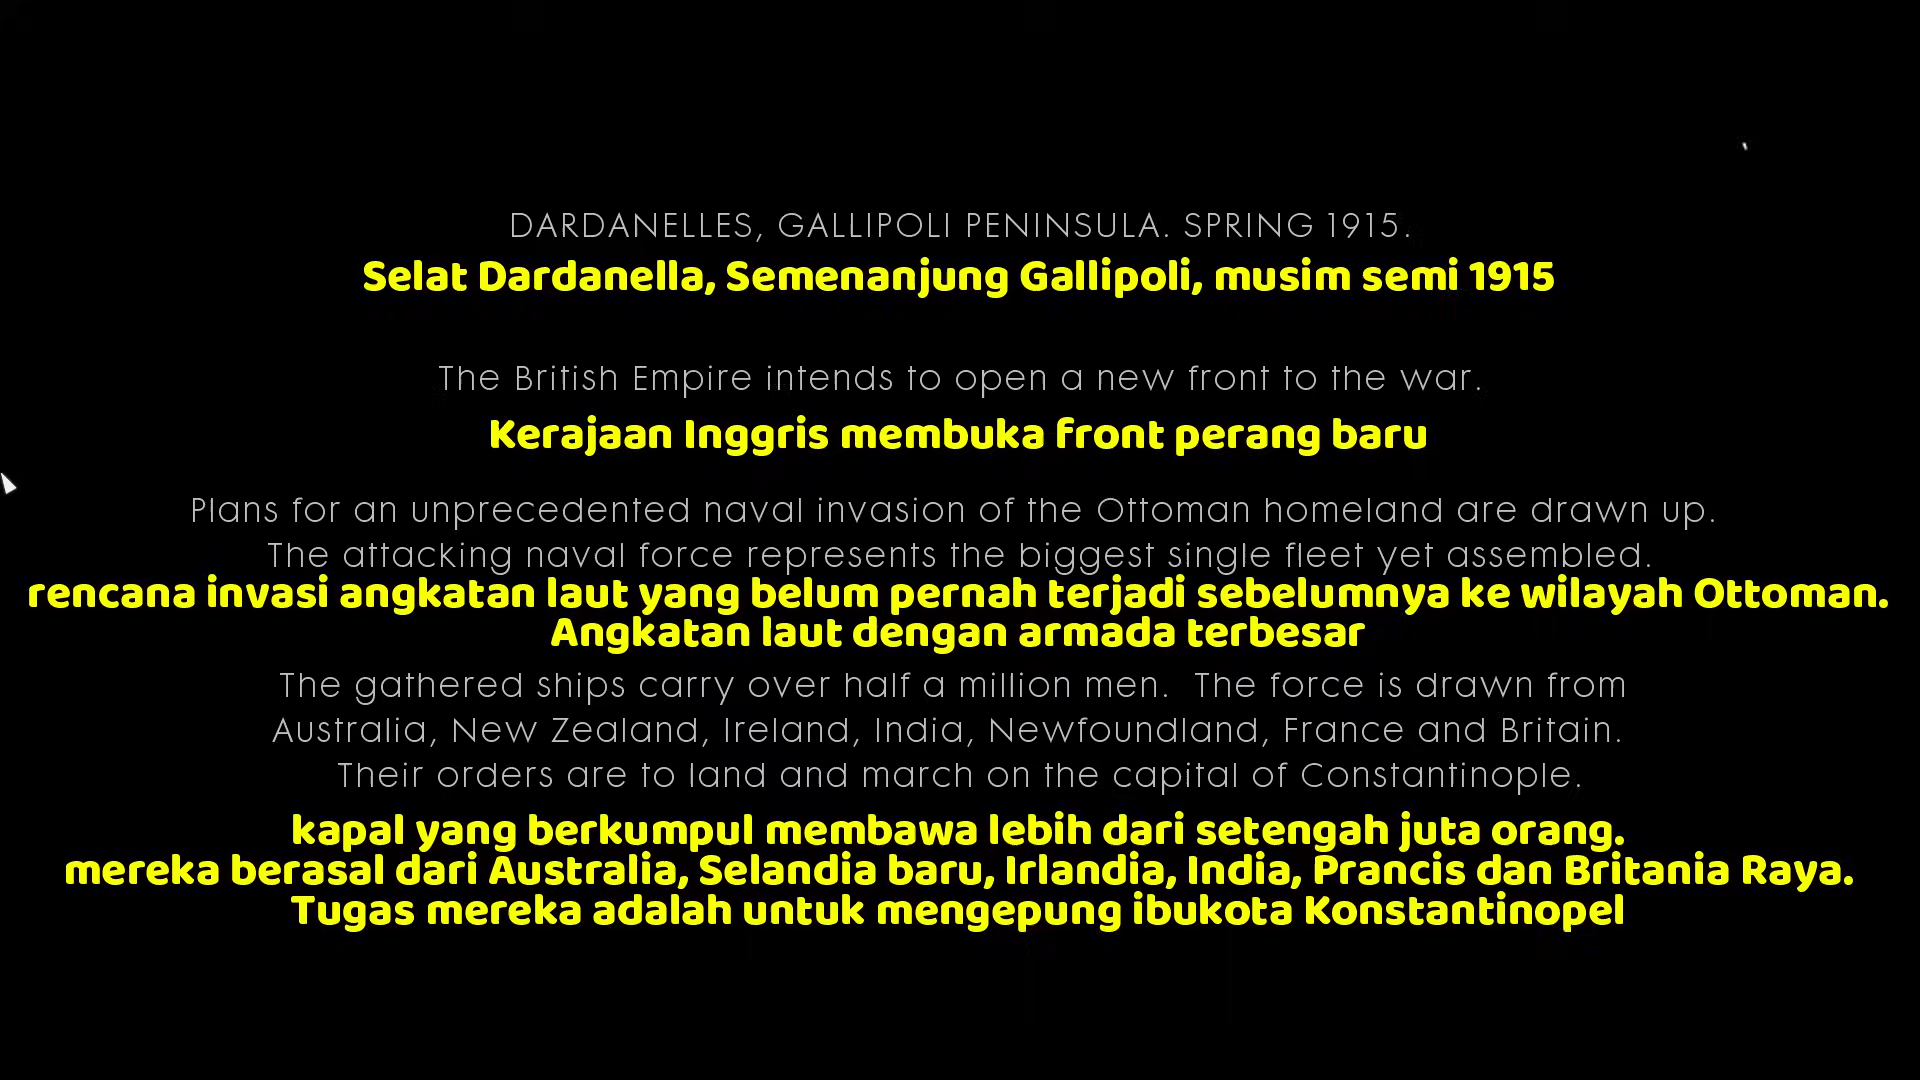 DARDANELLES, GALLIPOLI PENINSULA. SPRING 1915.
Selat Dardanella, Semenanjung Gallipoli, musim semi 1915
The British Empire intends to open a new front to the war.
Kerajaan Inggris membuka front perang baru
Plans for an unprecedented naval invasion of the Ottoman homeland are drawn up.
The attacking naval force represents the biggest single fleet yet assembled.
rencana invasi angkatan laut yang belum pernah terjadi sebelumnya ke wilayah Ottoman.
Angkatan laut dengan armada terbesar
The gathered ships carry over half a million men. The force is drawn from
Australia, New Zealand, Ireland, India, Newfoundland, France and Britain.
Their orders are to land and march on the capital of Constantinople.
kapal yang berkumpul membawa lebih dari setengah juta orang.
mereka berasal dari Australia, Selandia baru, Irlandia, India, Prancis dan Britania Raya.
Tugas mereka adalah untuk mengepung ibukota Konstantinopel